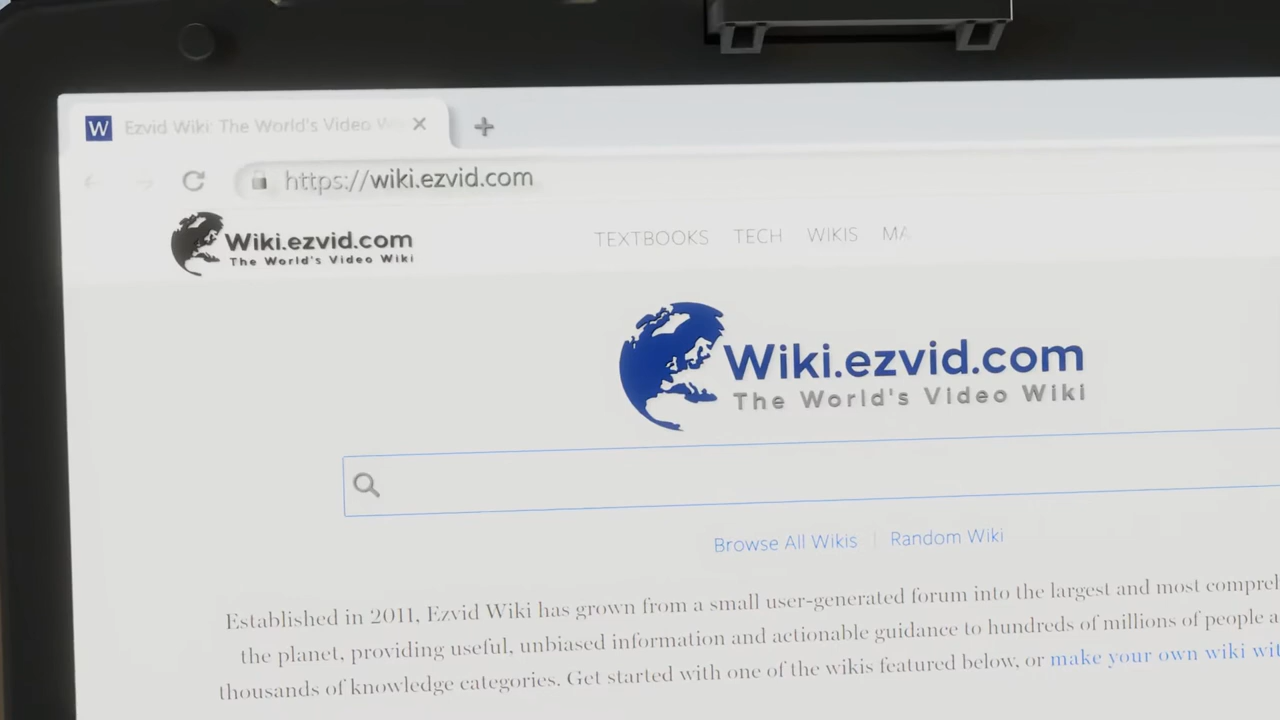 W Ezvid Wiki: The World's Video
https://wiki.ezvid.com
Wiki.ezvid.com
The World's Video Wiki
TEXTBOOKS TECH WIKIS MA
Wiki.ezvid.com
The World's Video Wiki
Browse All Wikis | Random Wiki
Established in 2011, Ezvid Wiki has grown from a small user-generated forum into the largest and most compre
the planet, providing useful, unbiased information and actionable guidance to hundreds of millions of people a
thousands of knowledge categories. Get started with one of the wikis featured below, or make your own wiki wit